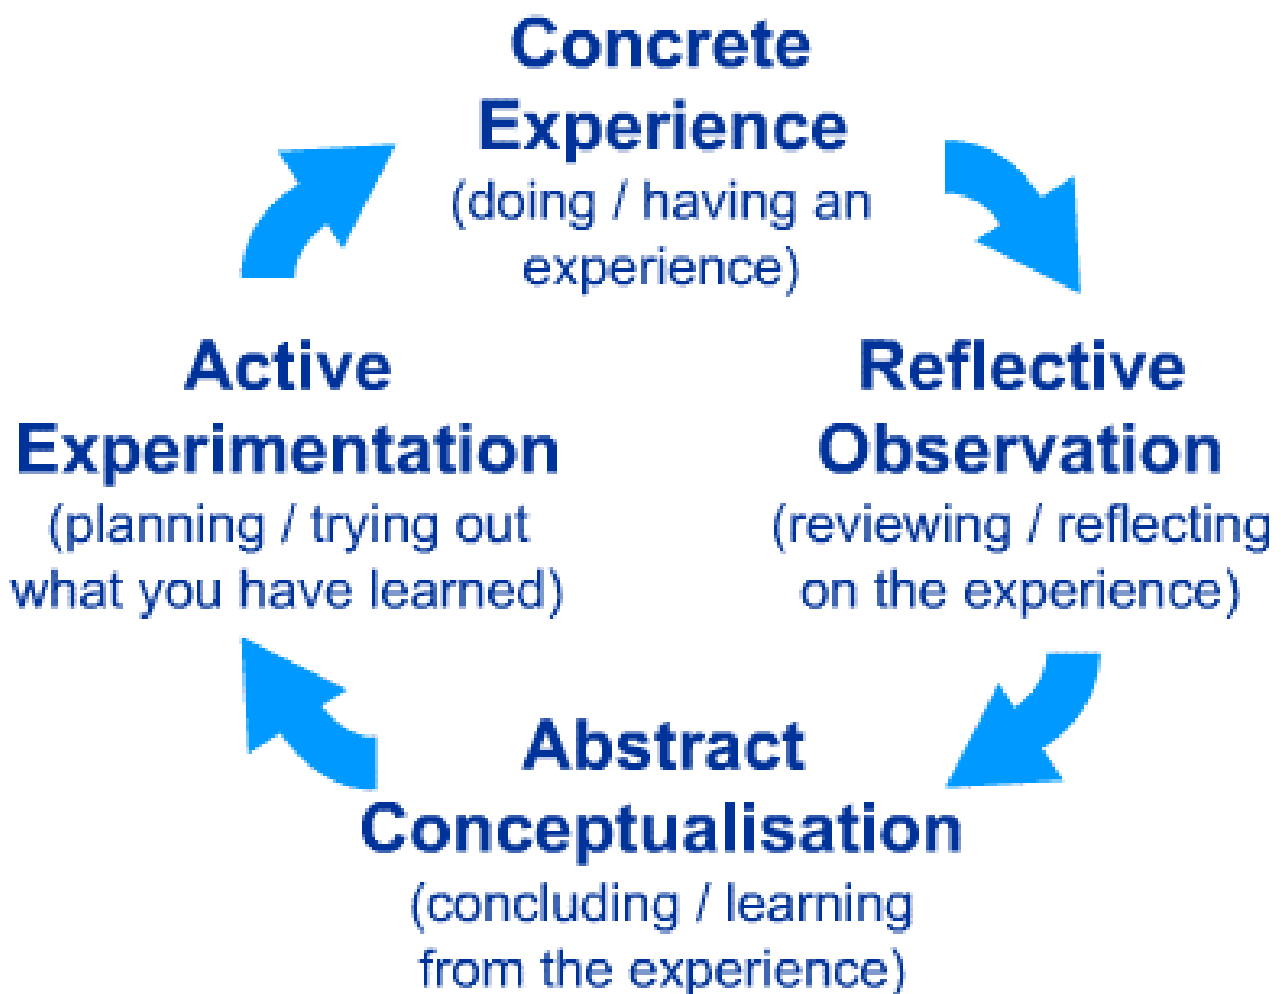 Concrete
Experience
(doing / having an
experience)
Reflective
Observation
(reviewing / reflecting
on the experience)
Abstract
Conceptualisation
(concluding / learning
from the experience)
Active
Experimentation
(planning / trying out
what you have learned)